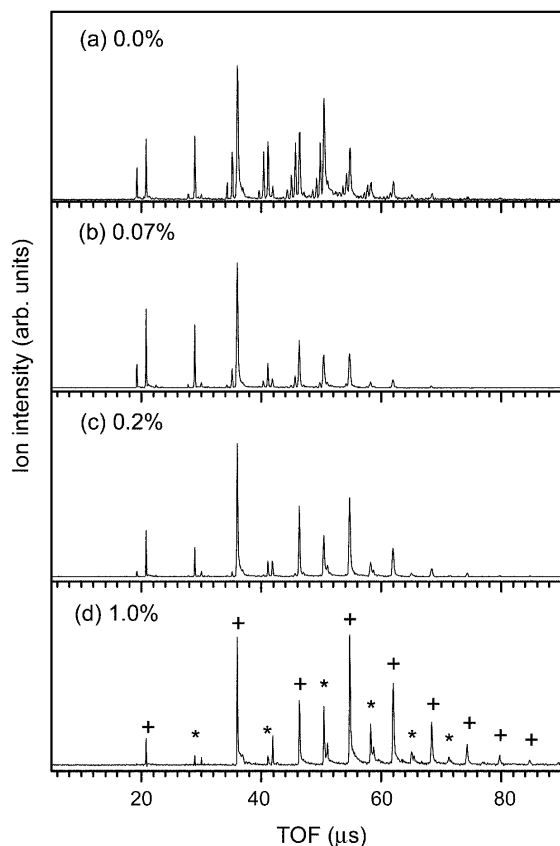 (a) 0.0%
(b) 0.07%
(c) 0.2%
(d) 1.0%
+ * + * + * + * + * + * + + +
Ion intensity (arb. units)
20 40 60 80
TOF (μs)